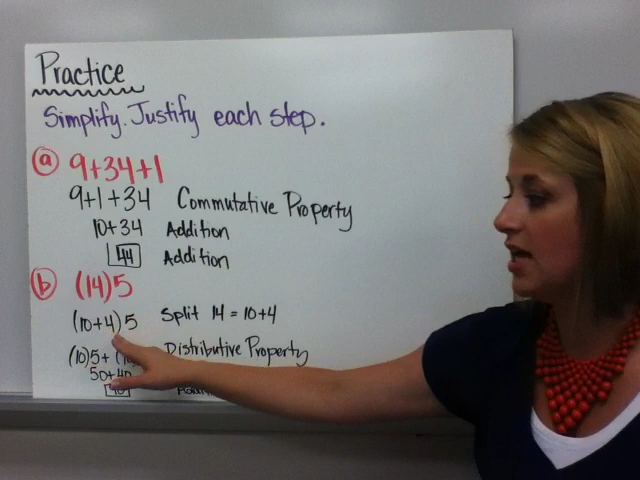 Practice
Simplify. Justify each step.
(a) 9+34+1
9+1+34 Commutative Property
10+34 Addition
44 Addition
(b) (14)5
(10+4)5 Split 14 = 10+4
(10)5+ Distributive Property
50+